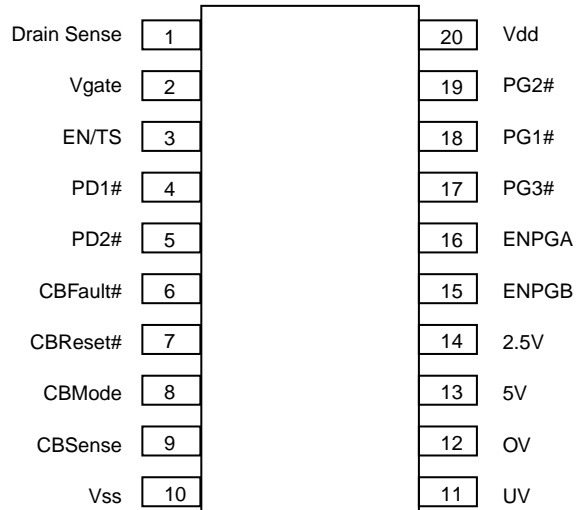 Drain Sense 1 20 Vdd
Vgate 2 19 PG2#
EN/TS 3 18 PG1#
PD1# 4 17 PG3#
PD2# 5 16 ENPGA
CBFault# 6 15 ENPGB
CBReset# 7 14 2.5V
CBMode 8 13 5V
CBSense 9 12 OV
Vss 10 11 UV